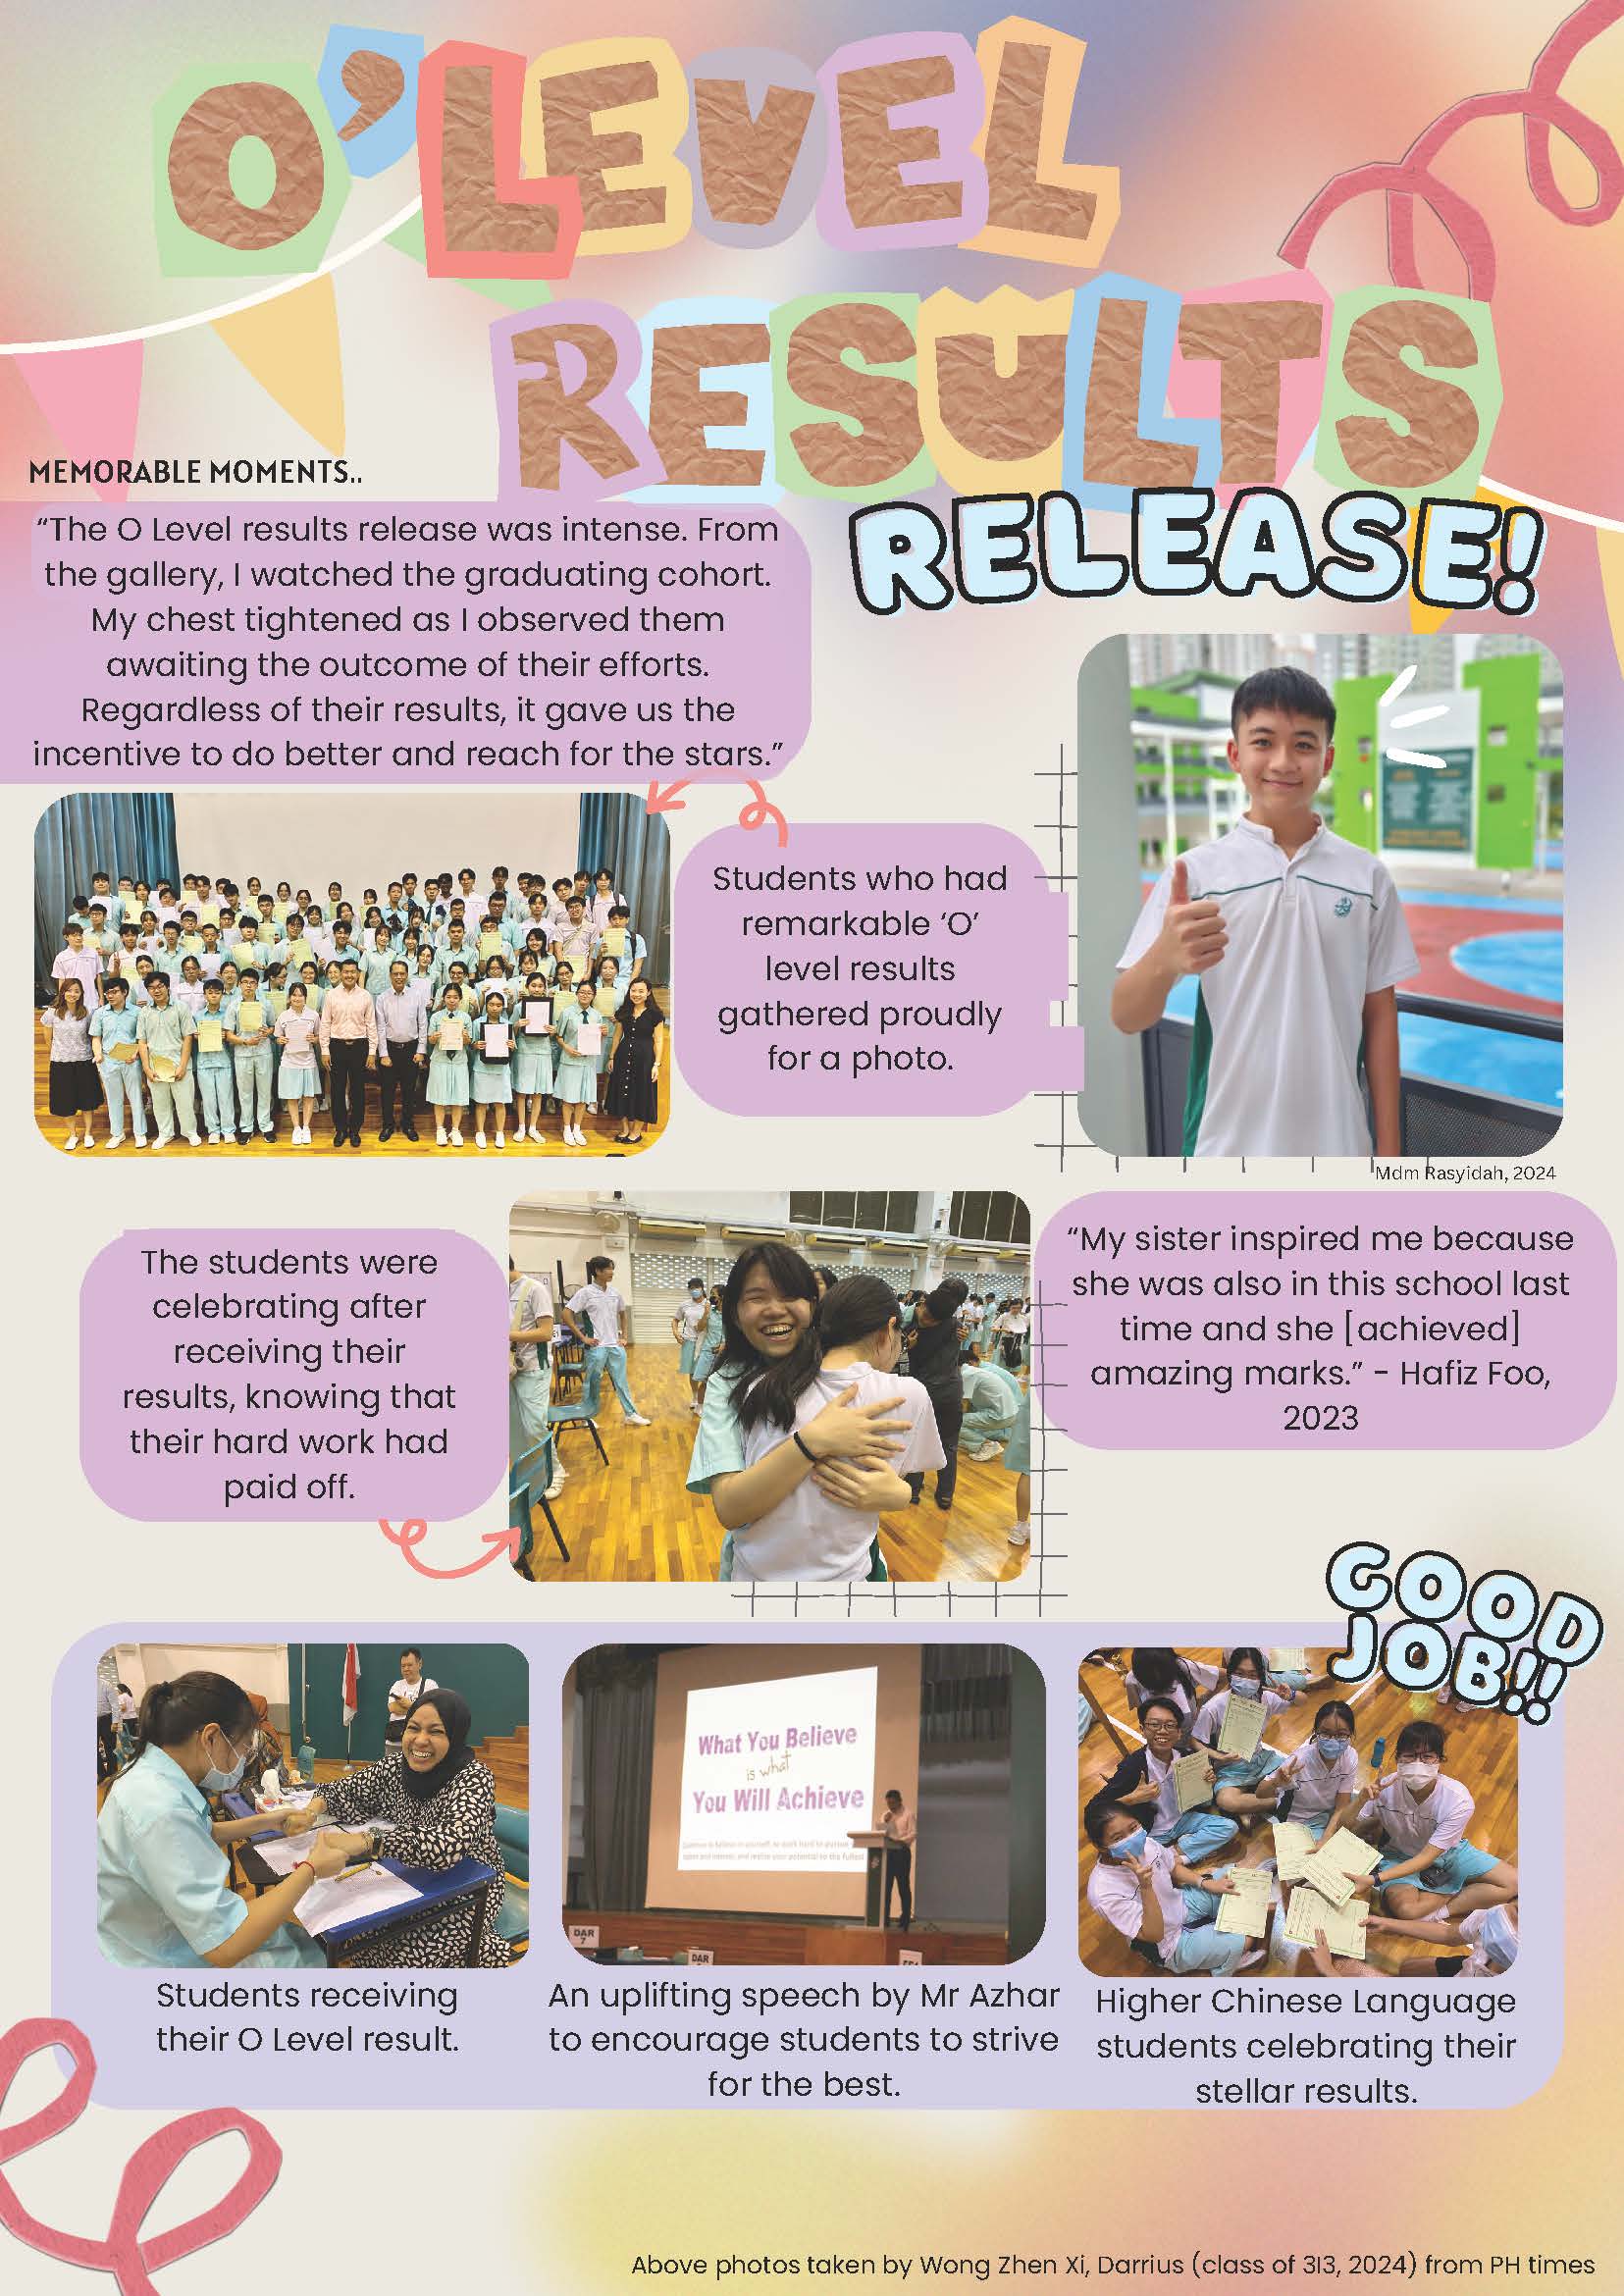 O'LEVEL
RESULTS
RELEASE!
MEMORABLE MOMENTS..
“The O Level results release was intense. From
the gallery, I watched the graduating cohort.
My chest tightened as I observed them
awaiting the outcome of their efforts.
Regardless of their results, it gave us the
incentive to do better and reach for the stars.”
Students who had
remarkable ‘O’
level results
gathered proudly
for a photo.
Mdm Rasyidah, 2024
The students were
celebrating after
receiving their
results, knowing that
their hard work had
paid off.
“My sister inspired me because
she was also in this school last
time and she [achieved]
amazing marks.” - Hafiz Foo,
2023
GOOD
JOB!!
What You Believe
is what
You Will Achieve
DAR
7
DAR
Students receiving
their O Level result.
An uplifting speech by Mr Azhar
to encourage students to strive
for the best.
Higher Chinese Language
students celebrating their
stellar results.
Above photos taken by Wong Zhen Xi, Darrius (class of 3I3, 2024) from PH times